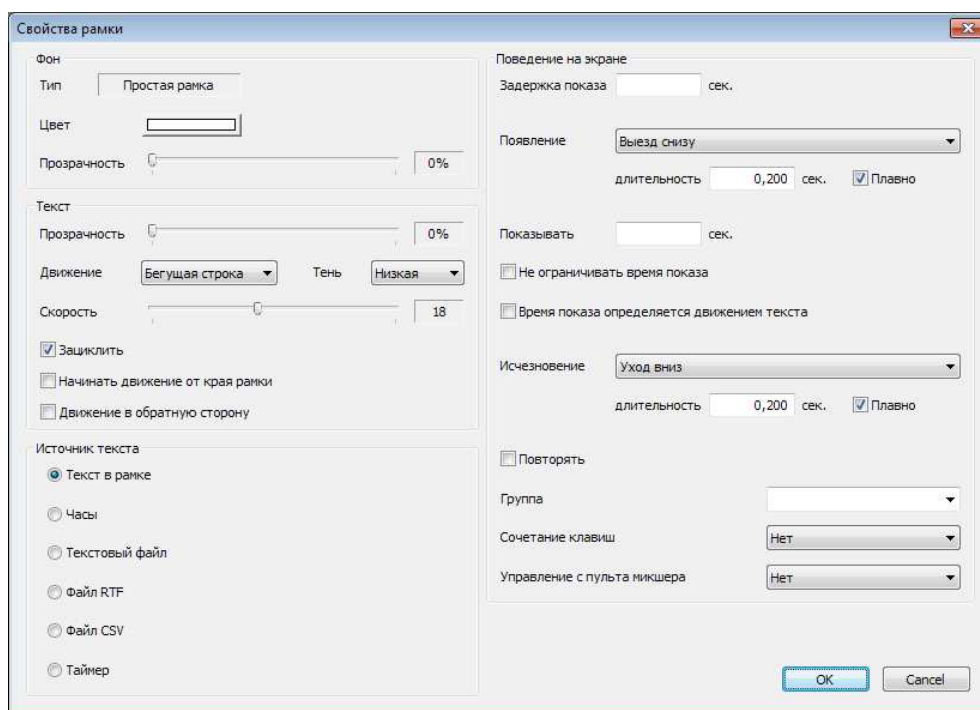 Свойства рамки
Фон
Тип Простая рамка
Цвет
Прозрачность 0%
Текст
Прозрачность 0%
Движение Бегущая строка Тень Низкая
Скорость 18
Зациклить
Начинать движение от края рамки
Движение в обратную сторону
Источник текста
Текст в рамке
Часы
Текстовый файл
Файл RTF
Файл CSV
Таймер
Поведение на экране
Задержка показа сек.
Появление Выезд снизу
длительность 0,200 сек. Плавно
Показывать сек.
Не ограничивать время показа
Время показа определяется движением текста
Исчезновение Уход вниз
длительность 0,200 сек. Плавно
Повторять
Группа
Сочетание клавиш Нет
Управление с пульта микшера Нет
OK Cancel